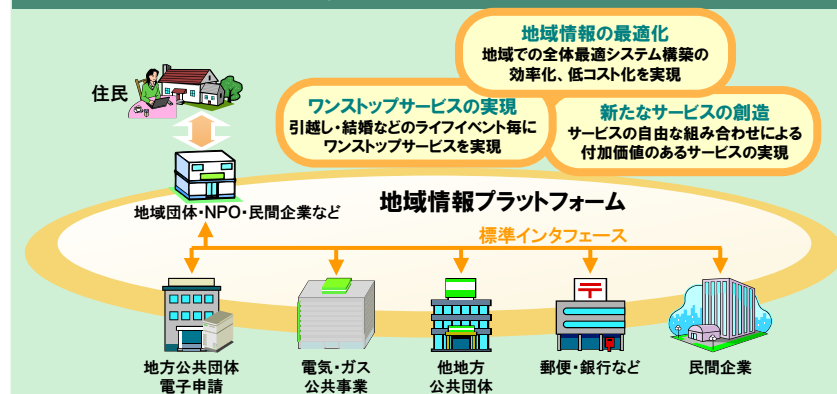 地域情報の最適化
地域での全体最適システム構築の
効率化、低コスト化を実現
住民
ワンストップサービスの実現
引越し・結婚などのライフイベント毎に
ワンストップサービスを実現
新たなサービスの創造
サービスの自由な組み合わせによる
付加価値のあるサービスの実現
地域団体・NPO・民間企業など
地域情報プラットフォーム
標準インタフェース
〒
地方公共団体
電子申請
電気・ガス
公共事業
他地方
公共団体
郵便・銀行など
民間企業